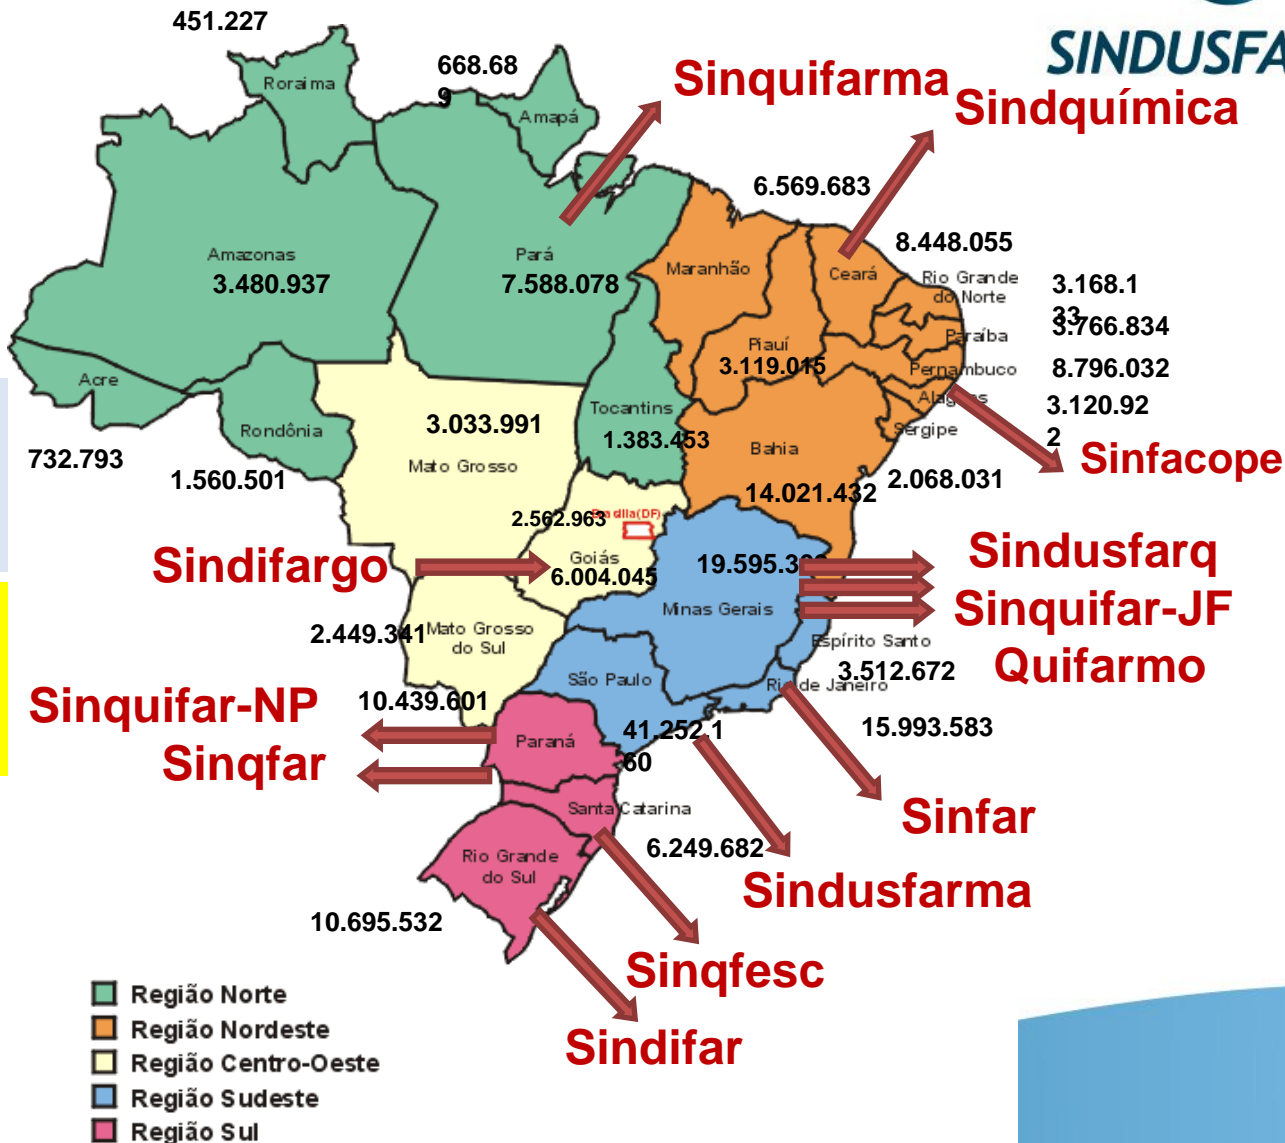 451.227
SINDUSFA
668.68
9
Roraima
Amapá
Sinquifarma
Sindquímica
6.569.683
8.448.055
Amazonas
3.480.937
Pará
7.588.078
Maranhão
Ceará
Rio Grande
do Norte
3.168.1
33
Piauí
3.119.015
Paraíba
3.766.834
Pernambuco
8.796.032
Acre
732.793
Rondônia
1.560.501
Tocantins
1.383.453
3.033.991
Mato Grosso
Alagoas
3.120.92
2
Sergipe
2.068.031
Sinfacope
Bahia
14.021.432
2.562.963
Brasília(DF)
Goiás
6.004.045
Sindifargo
Minas Gerais
Sindusfarq
Sinquifar-JF
Quifarmo
2.449.341
Mato Grosso
do Sul
Espírito Santo
3.512.672
São Paulo
41.252.1
60
Rio de Janeiro
15.993.583
Sinquifar-NP
10.439.601
Sinqfar
Paraná
Santa Catarina
6.249.682
Sinfar
Sindusfarma
Rio Grande
do Sul
10.695.532
Sinqfesc
Sindifar
Região Norte
Região Nordeste
Região Centro-Oeste
Região Sudeste
Região Sul